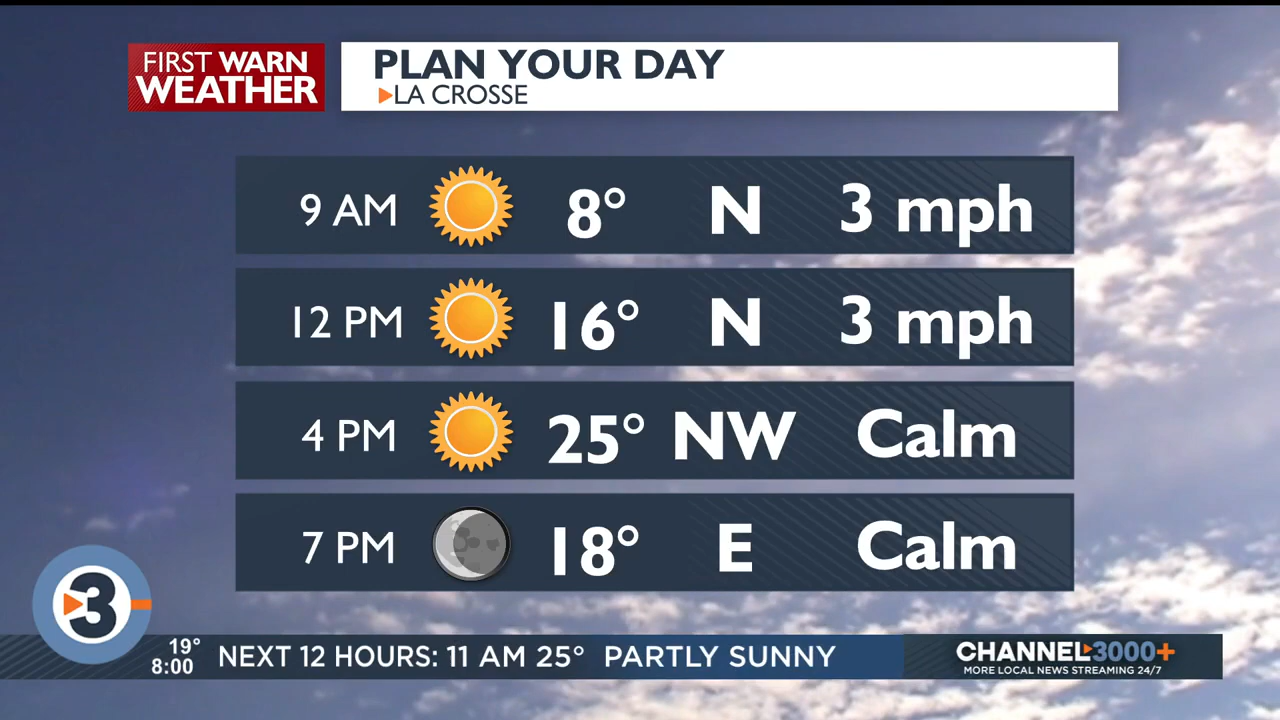 FIRST WARN
WEATHER
PLAN YOUR DAY
LA CROSSE
9 AM 8° N 3 mph
12 PM 16° N 3 mph
4 PM 25° NW Calm
7 PM 18° E Calm
3
19°
8:00
NEXT 12 HOURS: 11 AM 25° PARTLY SUNNY
CHANNEL3000+
MORE LOCAL NEWS STREAMING 24/7